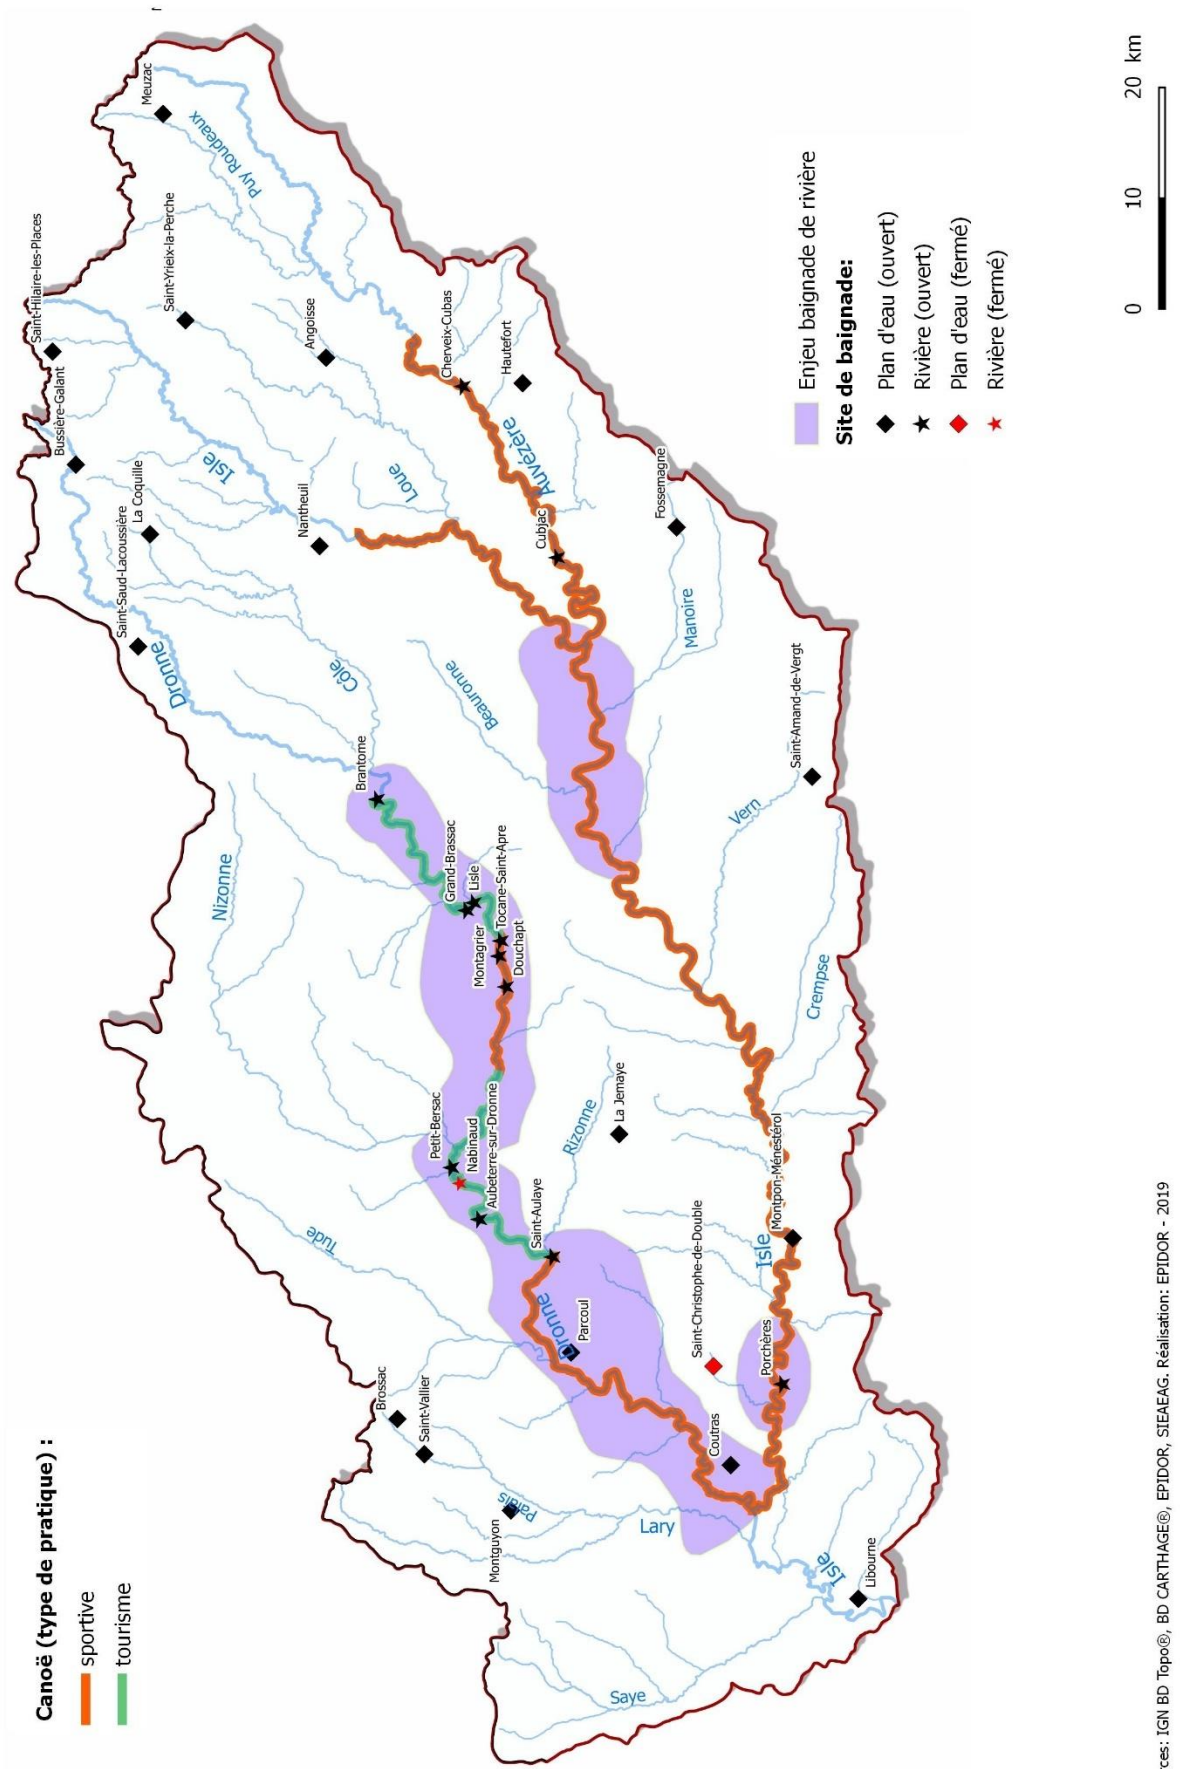 Canoë (type de pratique) :
sportive
tourisme
Meuzac
Puy Roudeaux
Saint-Hilaire-les-Places
Saint-Yrieix-la-Perche
Bussière-Galant
Angoisse
Cherveix-Cubas
Hautefort
La Coquille
Isle
Loue
Auvézère
Saint-Saud-Lacoussière
Nantheuil
Cubjac
Fossemagne
Dronne
Côle
Beauronne
Manoire
Brantome
Saint-Amand-de-Vergt
Vern
Nizonne
Grand-Brassac
Lisle
Tocane-Saint-Apre
Montagrier
Douchapt
Crempse
Petit-Bersac
Nabinaud
Aubeterre-sur-Dronne
Rizonne
La Jemaye
Montpon-Ménestérol
Saint-Aulaye
Tude
Saint-Christophe-de-Double
Isle
Dronne
Parcoul
Porchères
Brossac
Saint-Vallier
Coutras
Palais
Montguyon
Lary
Isle
Libourne
Saye
Enjeu baignade de rivière
Site de baignade:
Plan d'eau (ouvert)
Rivière (ouvert)
Plan d'eau (fermé)
Rivière (fermé)
0 10 20 km
rces: IGN BD Topo®, BD CARTHAGE®, EPIDOR, SIEAEAG. Réalisation: EPIDOR - 2019